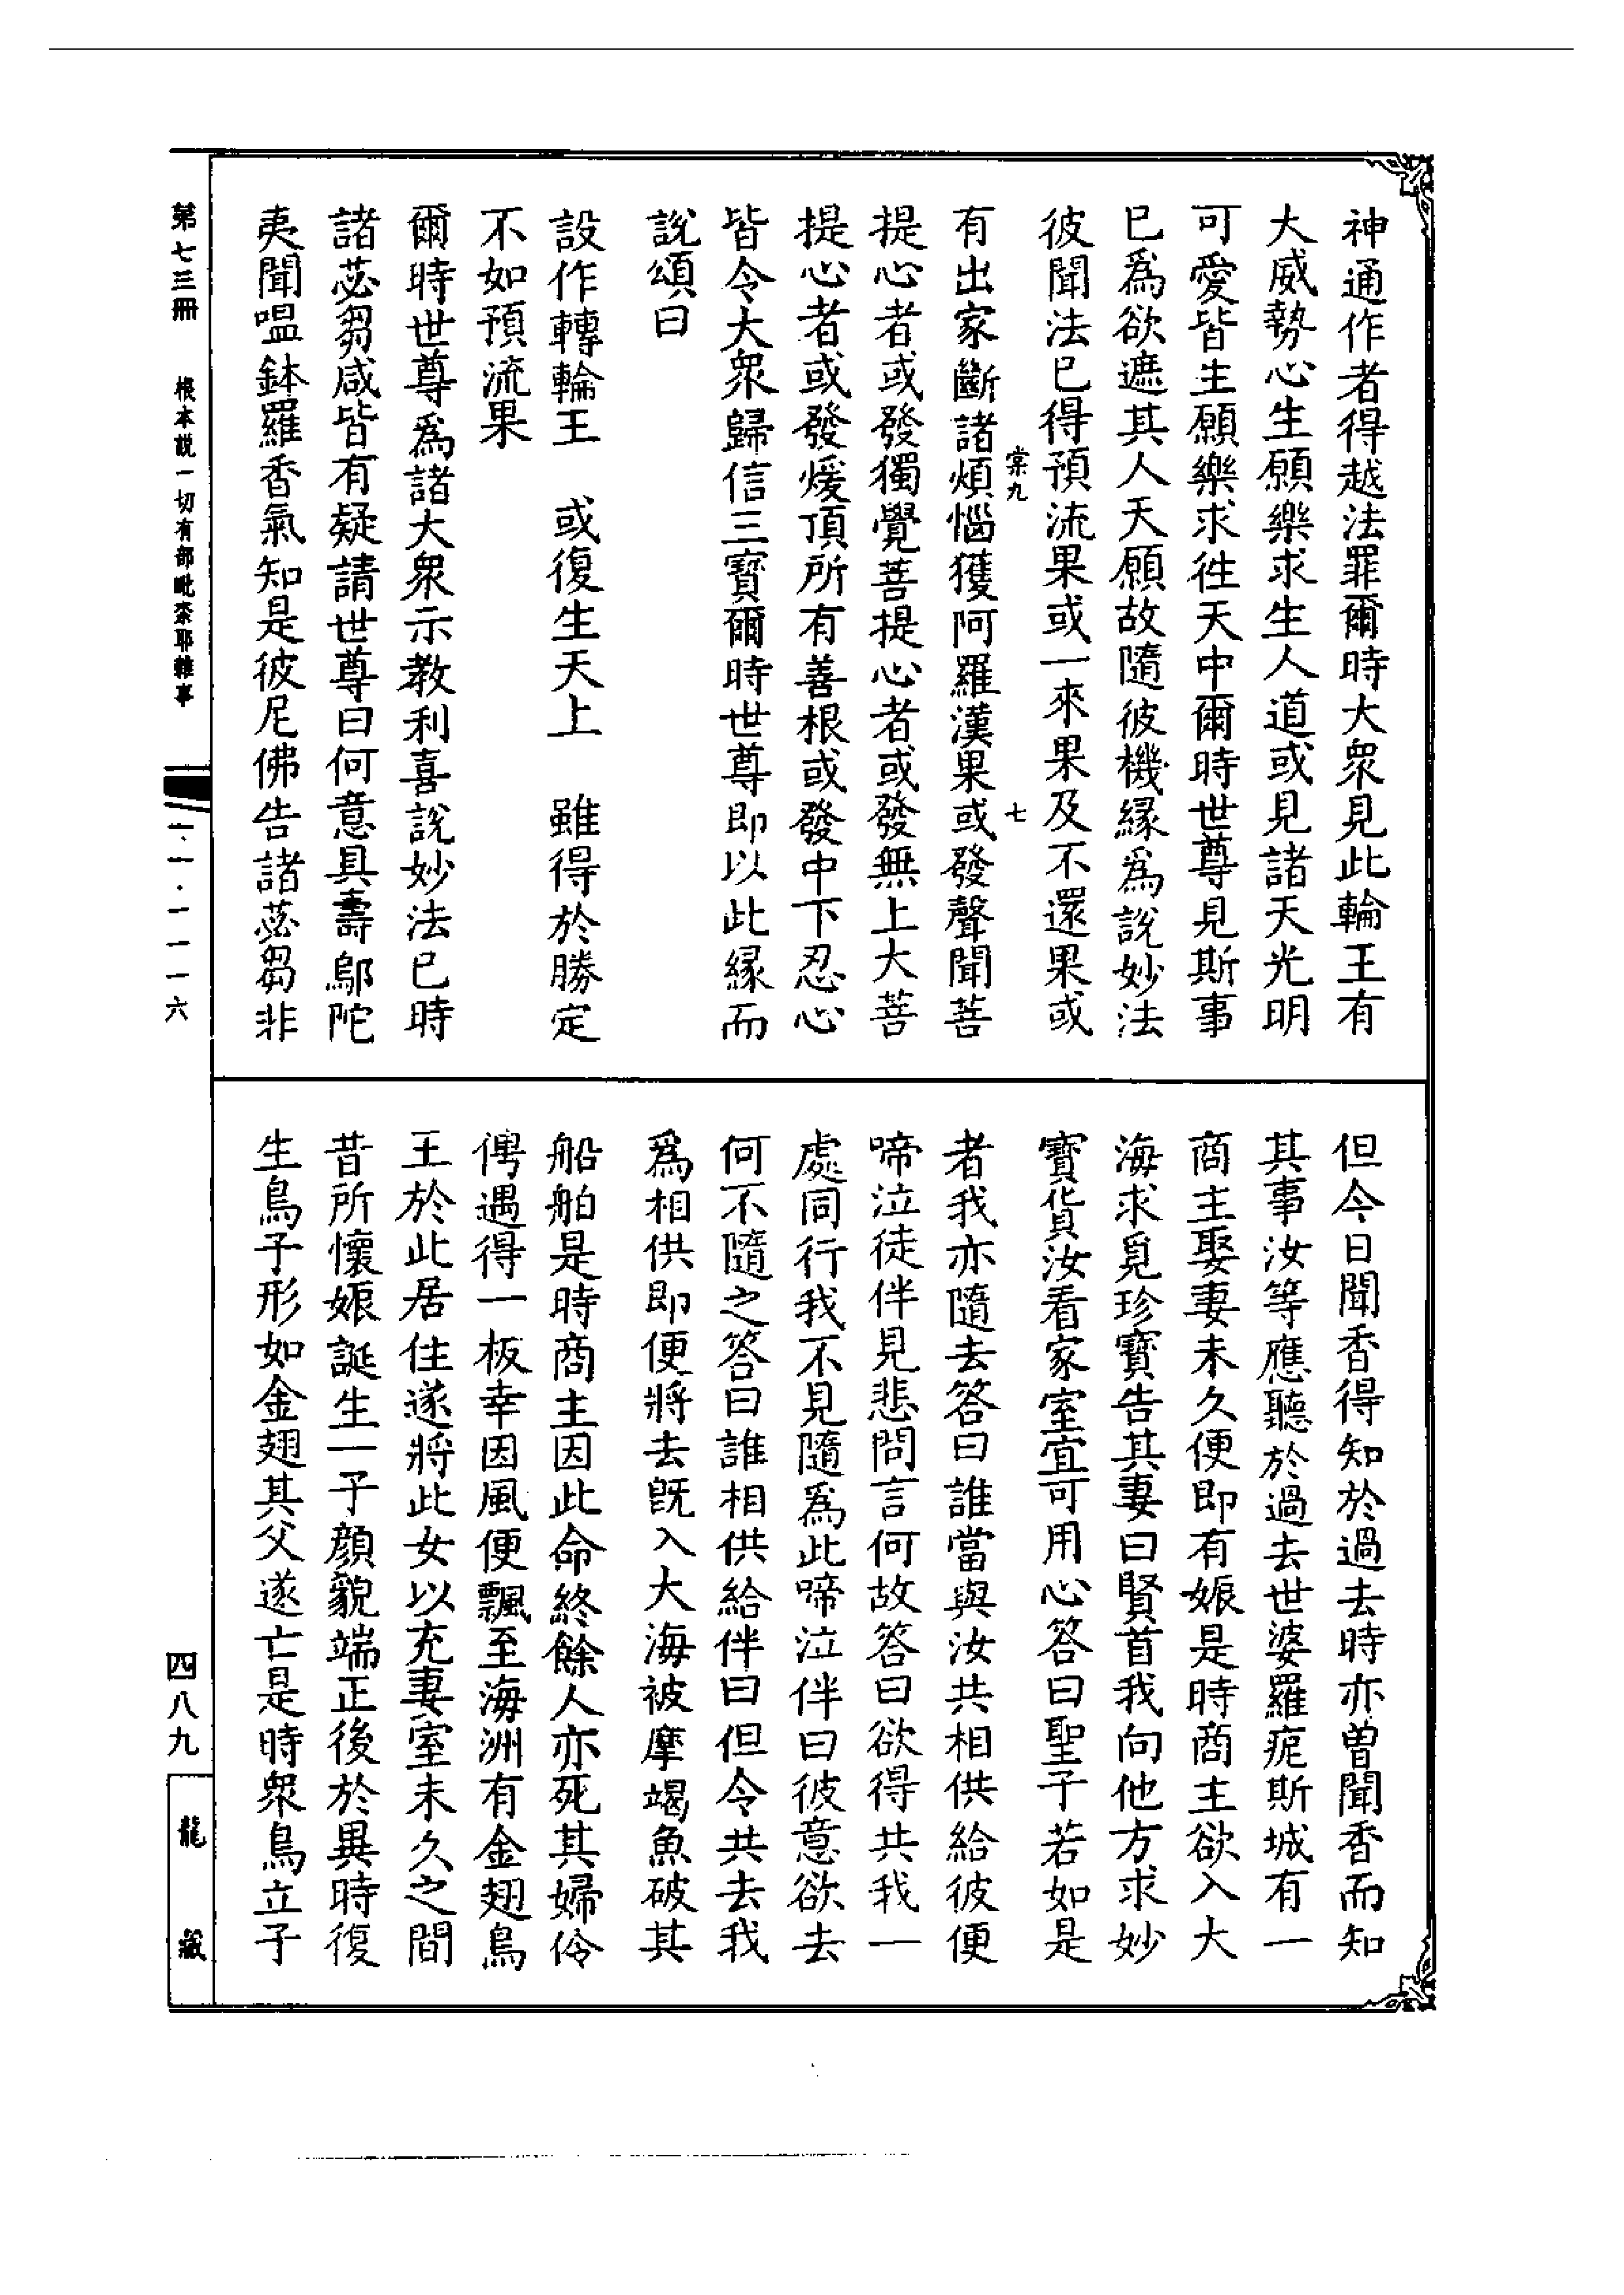 神通作者得越法罪爾時大眾見此輪王有
大威勢心生願樂求生人道或見諸天光明
可愛皆生願樂求徃天中爾時世尊見斯事
已爲欲遮其人天願故隨彼機緣爲說妙法
彼聞法已得預流果或一來果及不還果或
棠九
七
有出家斷諸煩惱獲阿羅漢果或發聲聞菩
提心者或發獨覺菩提心者或發無上大菩
提心者或發煖頂所有善根或發中下忍心
皆令大眾歸信三寶爾時世尊即以此緣而
說頌曰
設作轉輪王　或復生天上　雖得於勝定
不如預流果
爾時世尊爲諸大眾示教利喜說妙法已時
諸苾芻咸皆有疑請世尊曰何意具壽鄔陀
夷聞嗢鉢羅香氣知是彼尼佛告諸苾芻非
但今日聞香得知於過去時亦曾聞香而知
其事汝等應聽於過去世婆羅痆斯城有一
商主娶妻未久便即有娠是時商主欲入大
海求覓珍寶告其妻曰賢首我向他方求妙
寶貨汝看家室宜可用心答曰聖子若如是
者我亦隨去答曰誰當與汝共相供給彼便
啼泣徒伴見悲問言何故答曰欲得共我一
處同行我不見隨爲此啼泣伴曰彼意欲去
何不隨之答曰誰相供給伴曰但令共去我
爲相供即便將去旣入大海被摩竭魚破其
船舶是時商主因此命終餘人亦死其婦伶
俜遇得一板幸因風便飄至海洲有金翅鳥
王於此居住遂將此女以充妻室未久之間
昔所懷娠誕生一子顔貌端正後於異時復
生鳥子形如金翅其父遂亡是時眾鳥立子
第七三冊　根本説一切有部毗奈耶雜事
一一·一一一六
四八九
龍藏